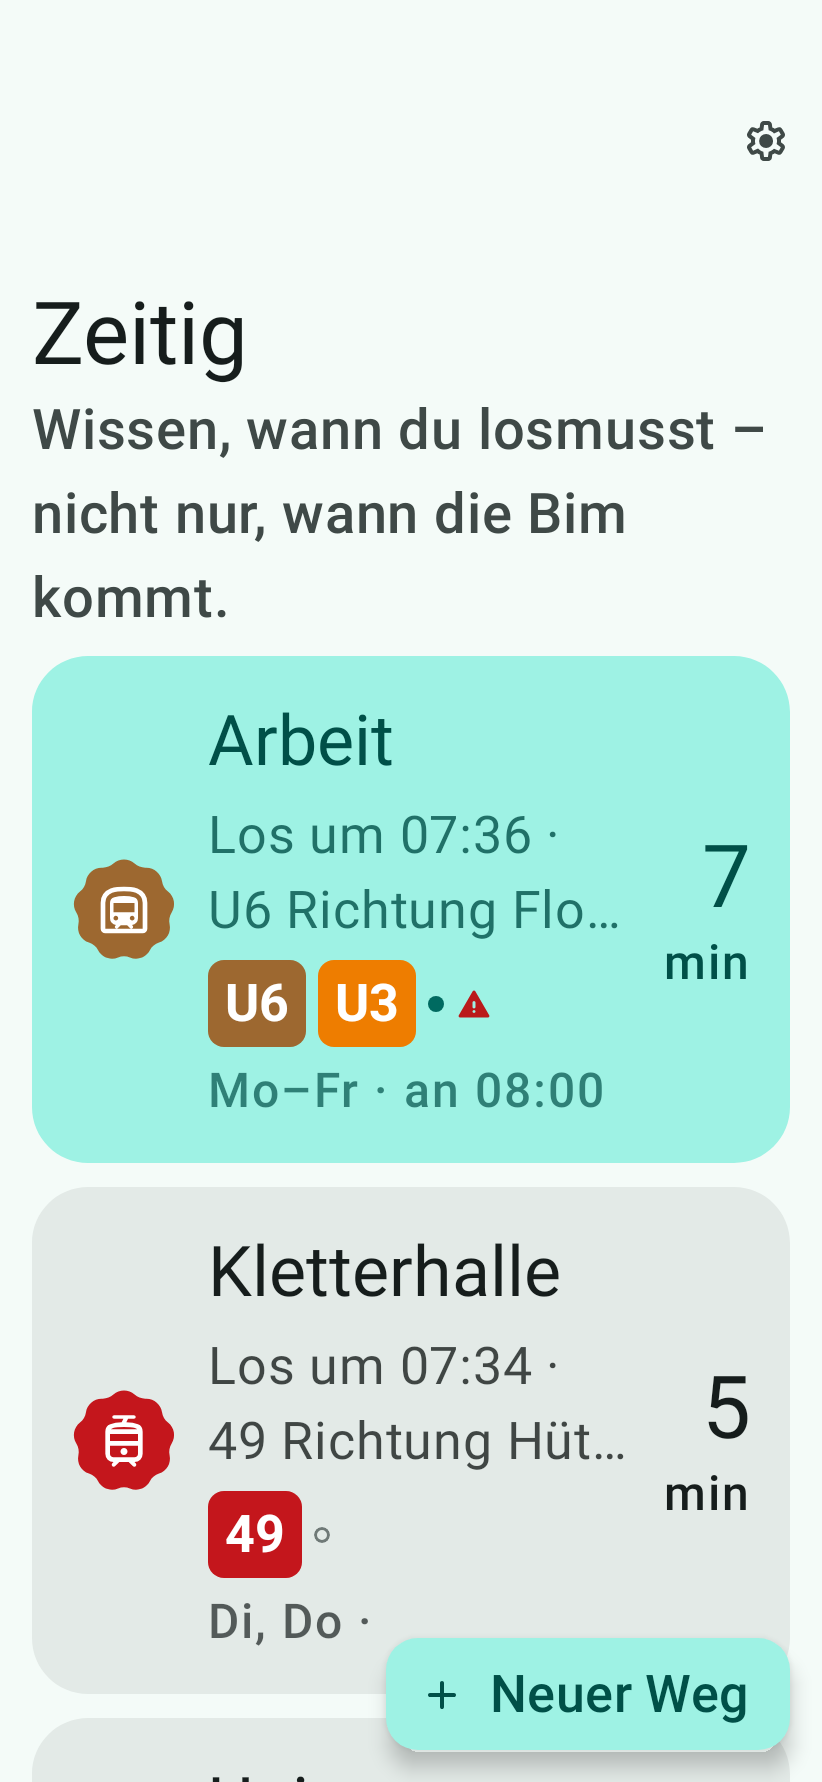 Zeitig
Wissen, wann du losmusst –
nicht nur, wann die Bim
kommt.
Arbeit
Los um 07:36 ·
U6 Richtung Flo…
7
min
U6 U3
Mo–Fr · an 08:00
Kletterhalle
Los um 07:34 ·
49 Richtung Hüt…
5
min
49
Di, Do ·
+ Neuer Weg